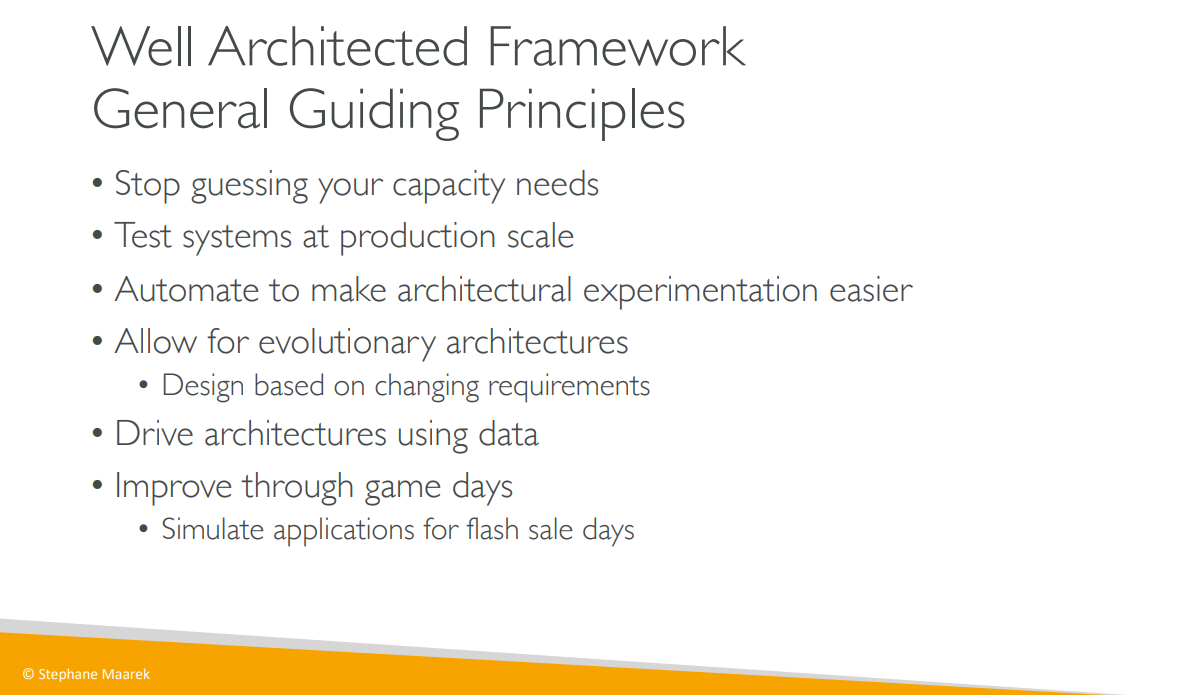 Well Architected Framework
General Guiding Principles
• Stop guessing your capacity needs
• Test systems at production scale
• Automate to make architectural experimentation easier
• Allow for evolutionary architectures
• Design based on changing requirements
• Drive architectures using data
• Improve through game days
• Simulate applications for flash sale days
© Stephane Maarek